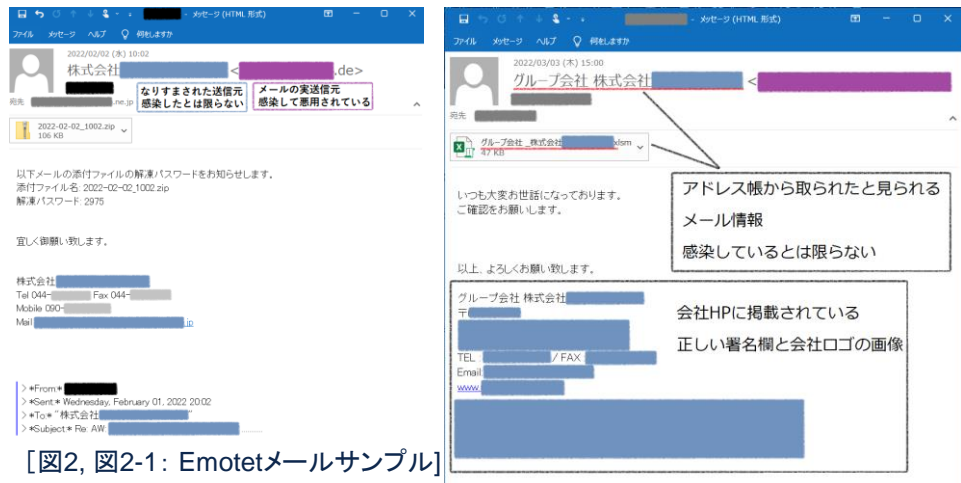 - メッセージ (HTML 形式)
ファイル メッセージ ヘルプ 何をしますか
2022/02/02 (水) 10:02
株式会社 < .de>
宛先 .ne.jp
なりすまされた送信元
感染したとは限らない
メールの実送信元
感染して悪用されている
2022-02-02_1002.zip
106 KB
以下メールの添付ファイルの解凍パスワードをお知らせします。
添付ファイル名: 2022-02-02_1002.zip
解凍パスワード: 2975
宜しく御願い致します。
株式会社
Tel 044- Fax 044-
Mobile 090-
Mail jp
> *From:*
> *Sent:* Wednesday, February 01, 2022 20:02
> *To:* "株式会社 "
> *Subject:* Re: AW: ..........
[図2, 図2-1: Emotetメールサンプル]
- メッセージ (HTML 形式)
ファイル メッセージ ヘルプ 何をしますか
2022/03/03 (木) 15:00
グループ会社 株式会社 <
宛先
グループ会社 _株式会社 .xlsm
47 KB
アドレス帳から取られたと見られる
メール情報
感染しているとは限らない
いつも大変お世話になっております。
ご確認をお願いします。
以上、よろしくお願い致します。
グループ会社 株式会社
〒
TEL : / FAX:
Email:
www.
会社HPに掲載されている
正しい署名欄と会社ロゴの画像